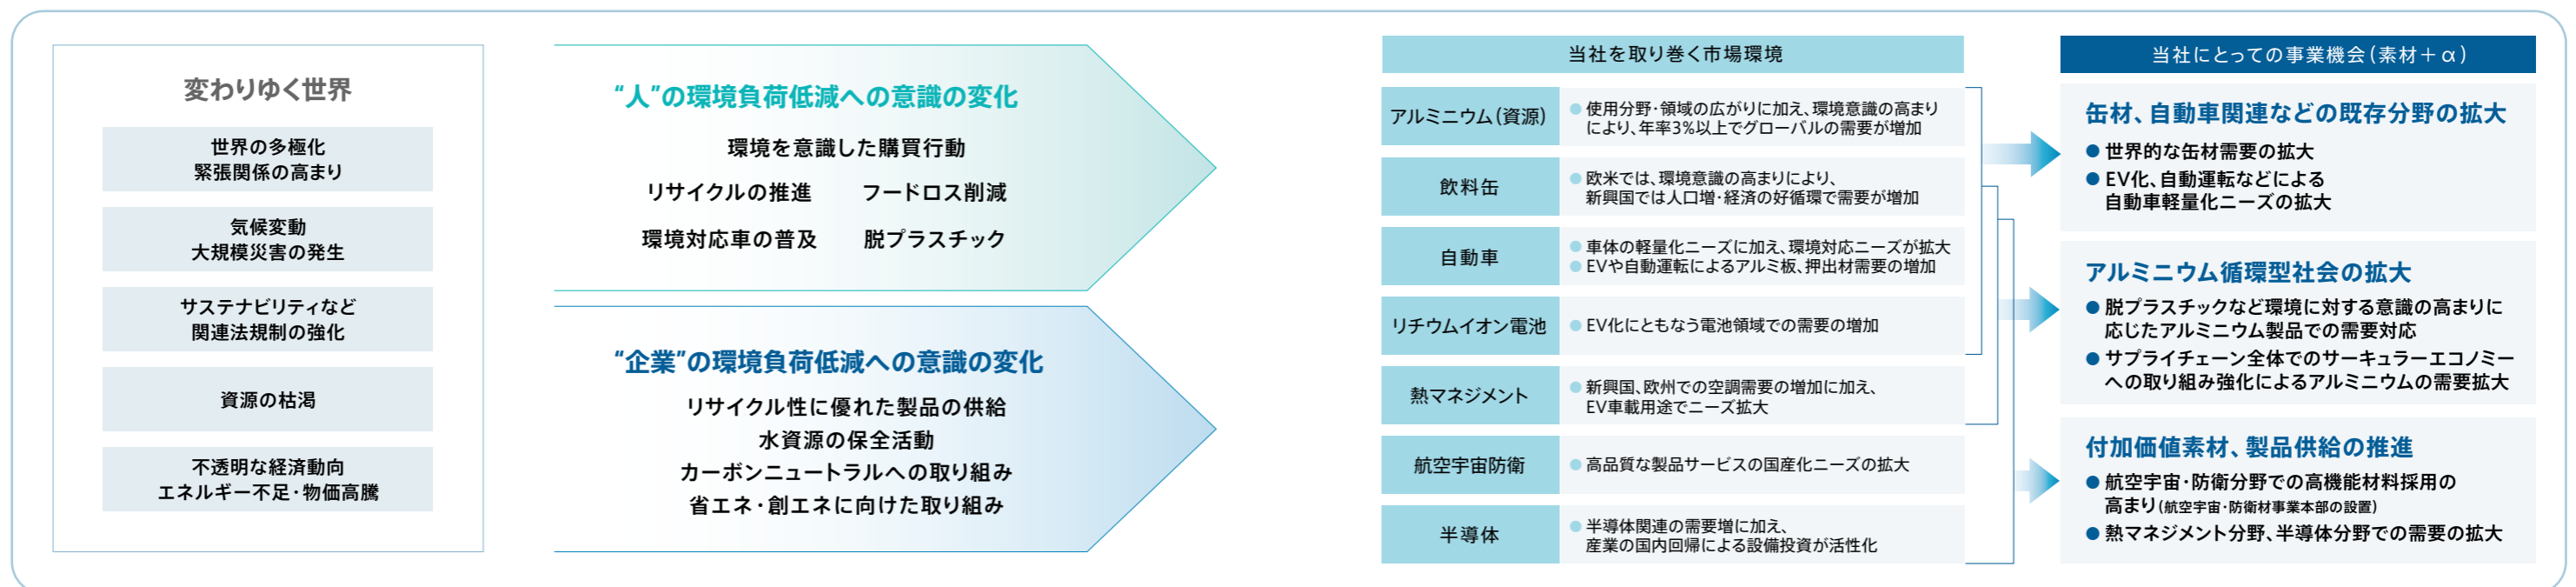 変わりゆく世界
世界の多極化
緊張関係の高まり
気候変動
大規模災害の発生
サステナビリティなど
関連法規制の強化
資源の枯渇
不透明な経済動向
エネルギー不足・物価高騰
“人”の環境負荷低減への意識の変化
環境を意識した購買行動
リサイクルの推進　フードロス削減
環境対応車の普及　脱プラスチック
“企業”の環境負荷低減への意識の変化
リサイクル性に優れた製品の供給
水資源の保全活動
カーボンニュートラルへの取り組み
省エネ・創エネに向けた取り組み
当社を取り巻く市場環境
アルミニウム（資源）
● 使用分野・領域の広がりに加え、環境意識の高まり
により、年率3%以上でグローバルの需要が増加
飲料缶
● 欧米では、環境意識の高まりにより、
新興国では人口増・経済の好循環で需要が増加
自動車
● 車体の軽量化ニーズに加え、環境対応ニーズが拡大
● EVや自動運転によるアルミ板、押出材需要の増加
リチウムイオン電池
● EV化にともなう電池領域での需要の増加
熱マネジメント
● 新興国、欧州での空調需要の増加に加え、
EV車載用途でニーズ拡大
航空宇宙防衛
● 高品質な製品サービスの国産化ニーズの拡大
半導体
● 半導体関連の需要増に加え、
産業の国内回帰による設備投資が活性化
当社にとっての事業機会（素材＋α）
缶材、自動車関連などの既存分野の拡大
● 世界的な缶材需要の拡大
● EV化、自動運転などによる
自動車軽量化ニーズの拡大
アルミニウム循環型社会の拡大
● 脱プラスチックなど環境に対する意識の高まりに
応じたアルミニウム製品での需要対応
● サプライチェーン全体でのサーキュラーエコノミー
への取り組み強化によるアルミニウムの需要拡大
付加価値素材、製品供給の推進
● 航空宇宙・防衛分野での高機能材料採用の
高まり（航空宇宙・防衛材事業本部の設置）
● 熱マネジメント分野、半導体分野での需要の拡大